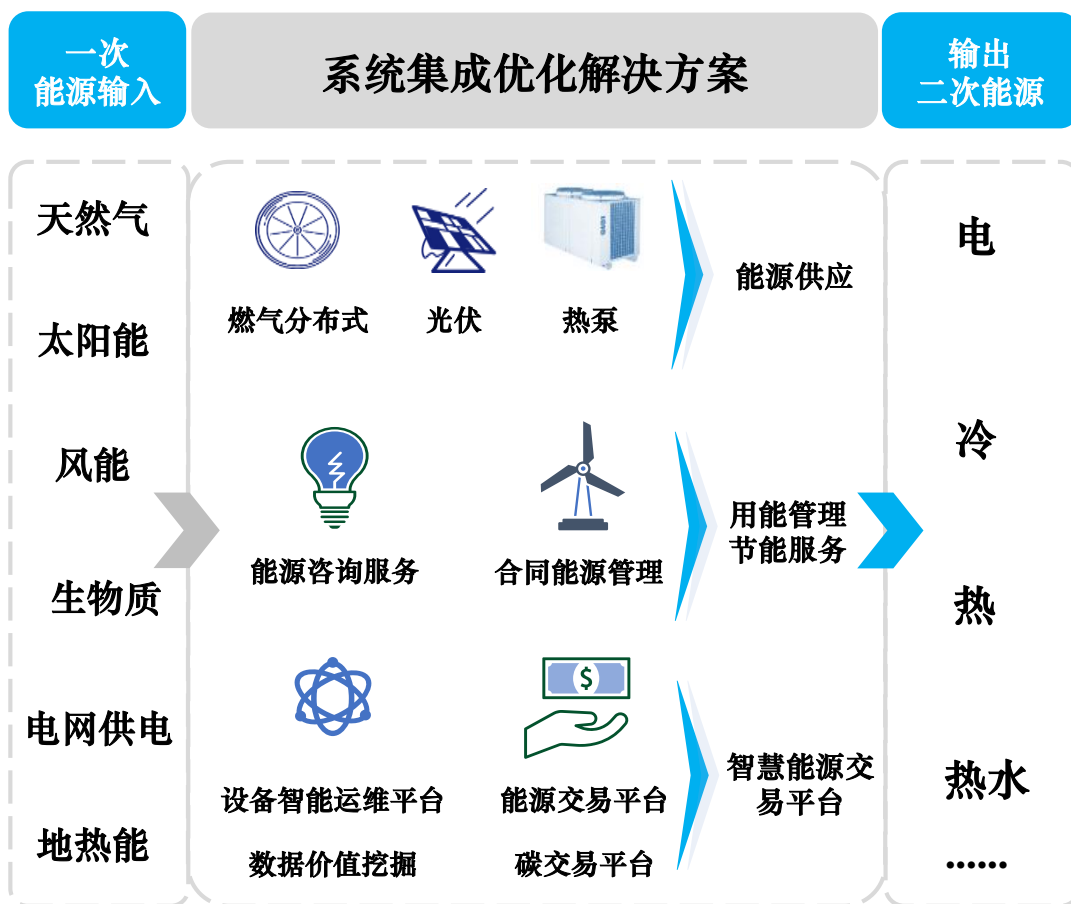 一次
能源输入
系统集成优化解决方案
输出
二次能源
天然气
太阳能
风能
生物质
电网供电
地热能
燃气分布式
光伏
热泵
能源供应
能源咨询服务
合同能源管理
用能管理
节能服务
$
设备智能运维平台
能源交易平台
数据价值挖掘
碳交易平台
智慧能源交
易平台
电
冷
热
热水
......